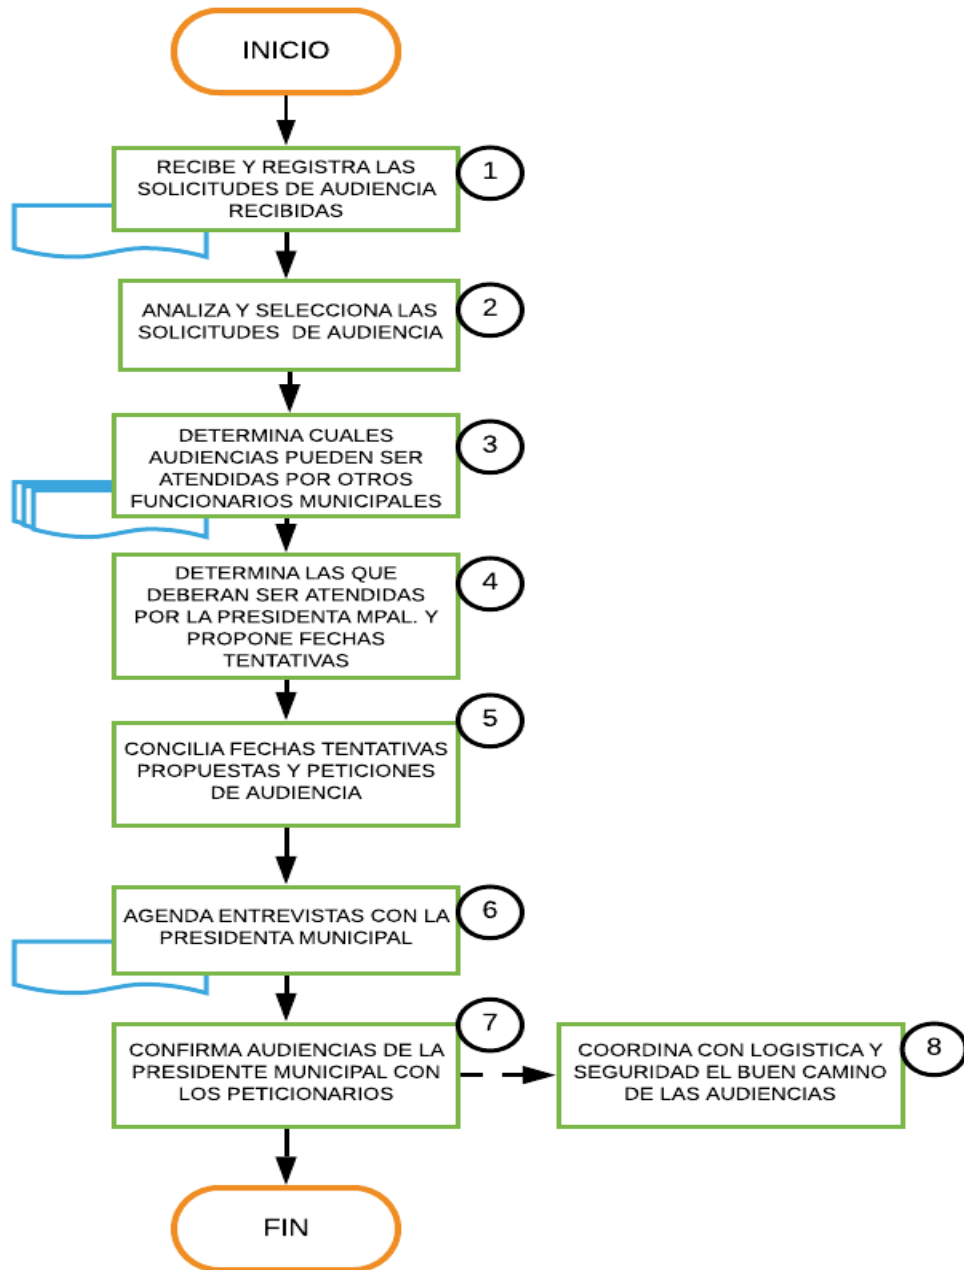 INICIO
1
RECIBE Y REGISTRA LAS
SOLICITUDES DE AUDIENCIA
RECIBIDAS
2
ANALIZA Y SELECCIONA LAS
SOLICITUDES DE AUDIENCIA
3
DETERMINA CUALES
AUDIENCIAS PUEDEN SER
ATENDIDAS POR OTROS
FUNCIONARIOS MUNICIPALES
4
DETERMINA LAS QUE
DEBERAN SER ATENDIDAS
POR LA PRESIDENTA MPAL. Y
PROPONE FECHAS
TENTATIVAS
5
CONCILIA FECHAS TENTATIVAS
PROPUESTAS Y PETICIONES
DE AUDIENCIA
6
AGENDA ENTREVISTAS CON LA
PRESIDENTA MUNICIPAL
7
CONFIRMA AUDIENCIAS DE LA
PRESIDENTE MUNICIPAL CON
LOS PETICIONARIOS
8
COORDINA CON LOGISTICA Y
SEGURIDAD EL BUEN CAMINO
DE LAS AUDIENCIAS
FIN